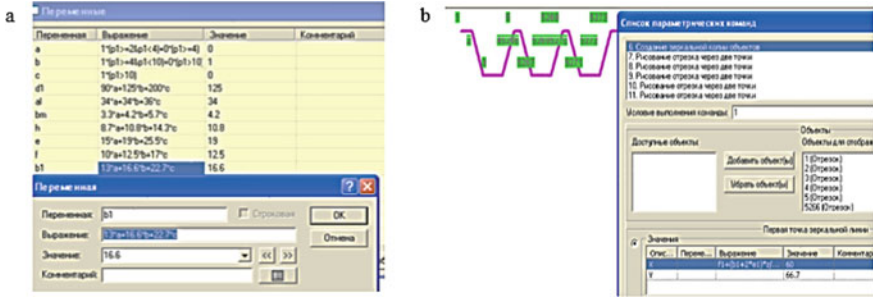 a
Переменные
Переменная Выражение Значение Комментарий
a 1*(p1>=2&p1<4)+0*(p1>=4) 0
b 1*(p1>=4&p1<10)+0*(p1>10) 1
c 1*(p1>10) 0
d1 90*a+125*b+200*c 125
al 34*a+34*b+36*c 34
bm 3.3*a+4.2*b+5.7*c 4.2
h 8.7*a+10.8*b+14.3*c 10.8
e 15*a+19*b+25.5*c 19
f 10*a+12.5*b+17*c 12.5
b1 13*a+16.6*b+22.7*c 16.6
Переменная
Переменная: b1 Строковая OK
Выражение: 13*a+16.6*b+22.7*c Отмена
Значение: 16.6 << >>
Комментарий:
b
Список параметрических команд
6. Создание зеркальной копии объектов
7. Рисование отрезка через две точки
8. Рисование отрезка через две точки
9. Рисование отрезка через две точки
10. Рисование отрезка через две точки
11. Рисование отрезка через две точки
Условие выполнения команды: 1
Объекты
Доступные объекты: Объекты для отображ
Добавить объект(ы)
Убрать объект(ы)
1 (Отрезок)
2 (Отрезок)
3 (Отрезок)
4 (Отрезок)
5 (Отрезок)
5256 (Отрезок)
Первая точка зеркальной линии
Значения
Опис... Переме... Выражение Значение Комментар
X 60
Y 66.7